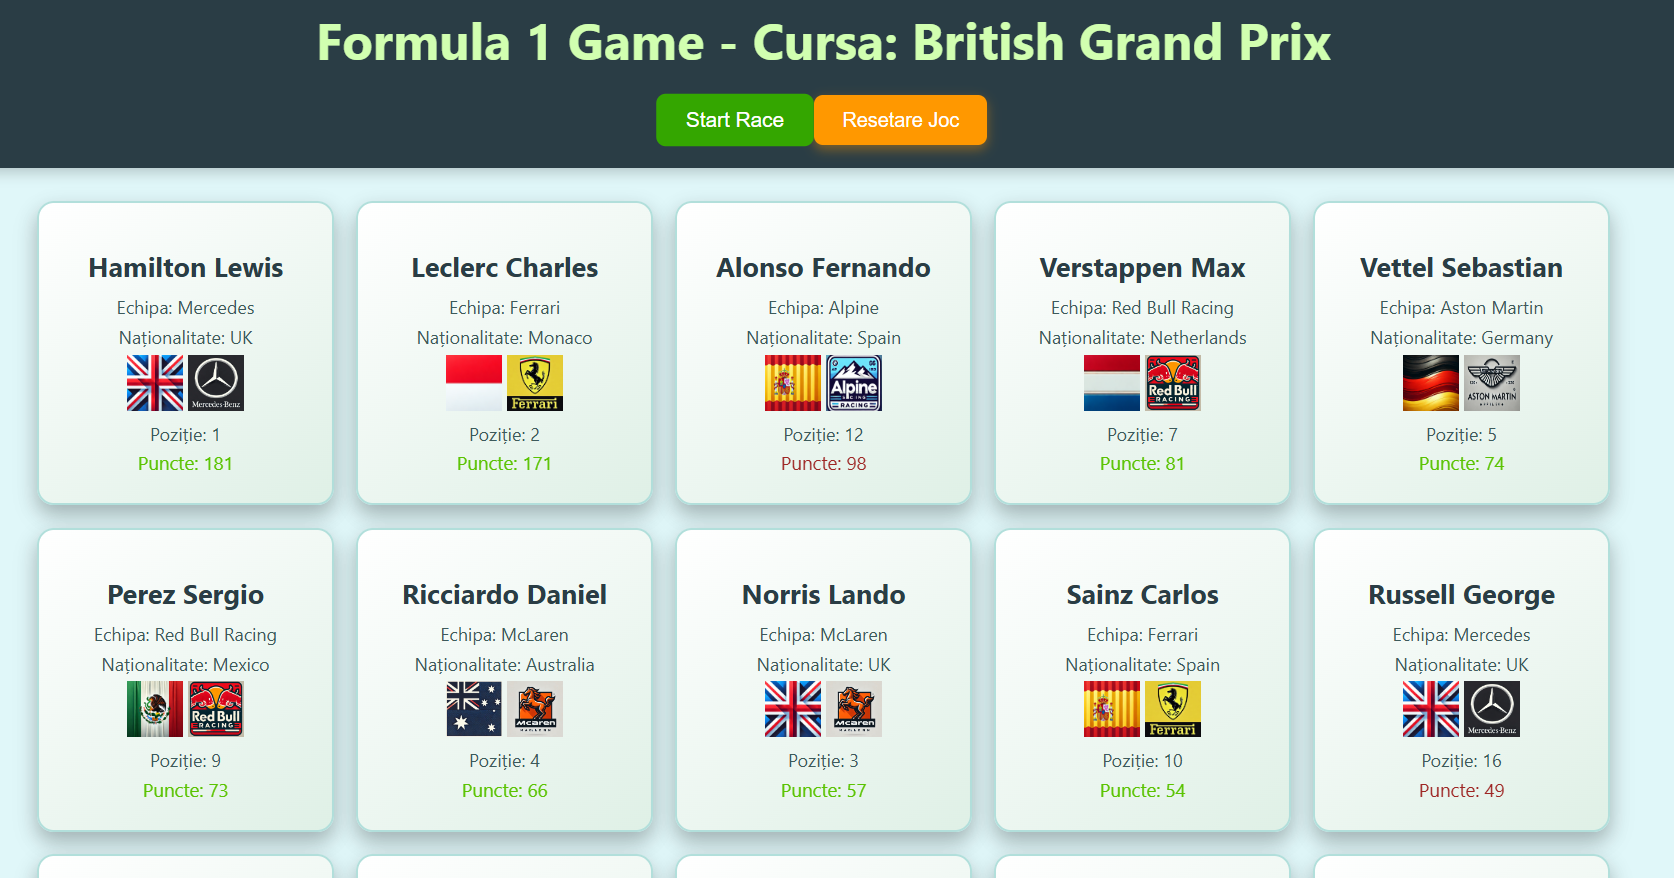 Formula 1 Game - Cursa: British Grand Prix
Start Race
Resetare Joc
Hamilton Lewis
Echipa: Mercedes
Naționalitate: UK
Mercedes-Benz
Poziție: 1
Puncte: 181
Leclerc Charles
Echipa: Ferrari
Naționalitate: Monaco
Ferrari
Poziție: 2
Puncte: 171
Alonso Fernando
Echipa: Alpine
Naționalitate: Spain
Alpine
RACING
Poziție: 12
Puncte: 98
Verstappen Max
Echipa: Red Bull Racing
Naționalitate: Netherlands
Red Bull
RACING
Poziție: 7
Puncte: 81
Vettel Sebastian
Echipa: Aston Martin
Naționalitate: Germany
ASTON MARTIN
Poziție: 5
Puncte: 74
Perez Sergio
Echipa: Red Bull Racing
Naționalitate: Mexico
Red Bull
RACING
Poziție: 9
Puncte: 73
Ricciardo Daniel
Echipa: McLaren
Naționalitate: Australia
Mcaren
Poziție: 4
Puncte: 66
Norris Lando
Echipa: McLaren
Naționalitate: UK
Mcaren
Poziție: 3
Puncte: 57
Sainz Carlos
Echipa: Ferrari
Naționalitate: Spain
Ferrari
Poziție: 10
Puncte: 54
Russell George
Echipa: Mercedes
Naționalitate: UK
Mercedes-Benz
Poziție: 16
Puncte: 49